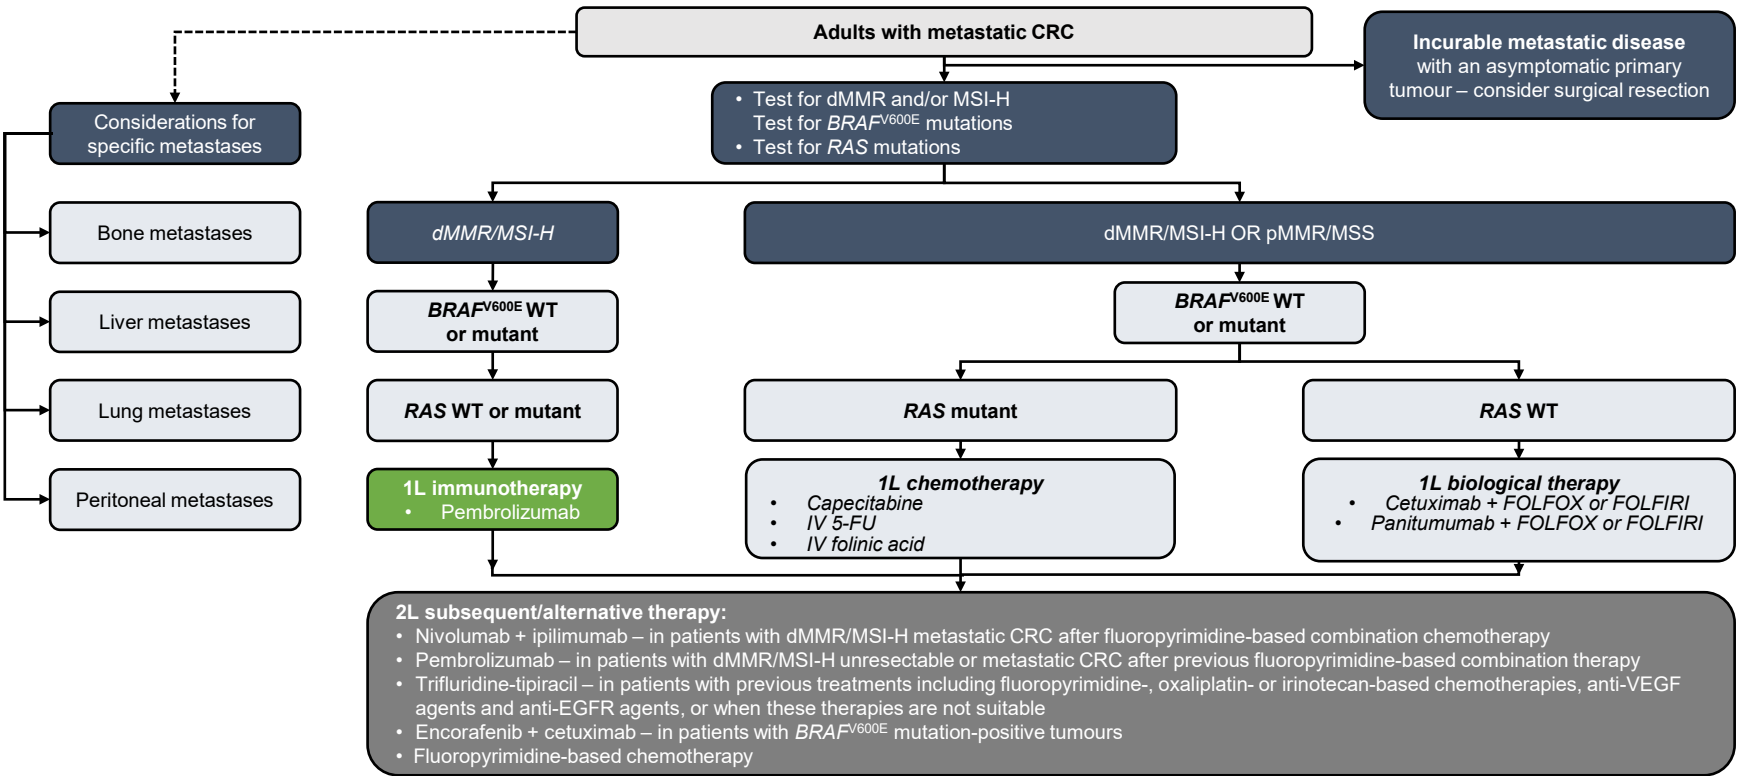 Adults with metastatic CRC
Incurable metastatic disease
with an asymptomatic primary
tumour – consider surgical resection
• Test for dMMR and/or MSI-H
Test for BRAFV600E mutations
• Test for RAS mutations
Considerations for
specific metastases
Bone metastases
Liver metastases
Lung metastases
Peritoneal metastases
dMMR/MSI-H
BRAFV600E WT
or mutant
RAS WT or mutant
1L immunotherapy
• Pembrolizumab
dMMR/MSI-H OR pMMR/MSS
BRAFV600E WT
or mutant
RAS mutant
1L chemotherapy
• Capecitabine
• IV 5-FU
• IV folinic acid
RAS WT
1L biological therapy
• Cetuximab + FOLFOX or FOLFIRI
• Panitumumab + FOLFOX or FOLFIRI
2L subsequent/alternative therapy:
• Nivolumab + ipilimumab – in patients with dMMR/MSI-H metastatic CRC after fluoropyrimidine-based combination chemotherapy
• Pembrolizumab – in patients with dMMR/MSI-H unresectable or metastatic CRC after previous fluoropyrimidine-based combination therapy
• Trifluridine-tipiracil – in patients with previous treatments including fluoropyrimidine-, oxaliplatin- or irinotecan-based chemotherapies, anti-VEGF
agents and anti-EGFR agents, or when these therapies are not suitable
• Encorafenib + cetuximab – in patients with BRAFV600E mutation-positive tumours
• Fluoropyrimidine-based chemotherapy